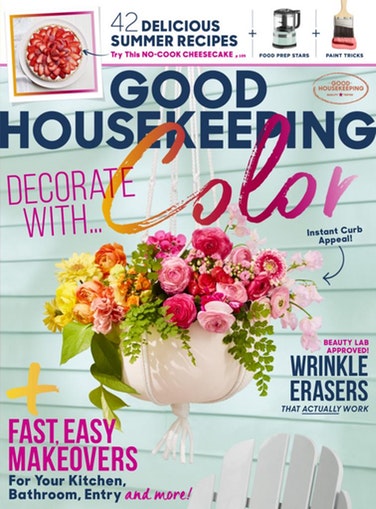 42 DELICIOUS
SUMMER RECIPES
Try This NO-COOK CHEESECAKE
+
FOOD PREP STARS
+
PAINT TRICKS
GOOD
HOUSEKEEPING
GOOD
HOUSEKEEPING
DECORATE
WITH...
Color
Instant Curb
Appeal!
BEAUTY LAB
APPROVED!
WRINKLE
ERASERS
THAT ACTUALLY WORK
+
FAST, EASY
MAKEOVERS
For Your Kitchen,
Bathroom, Entry and more!